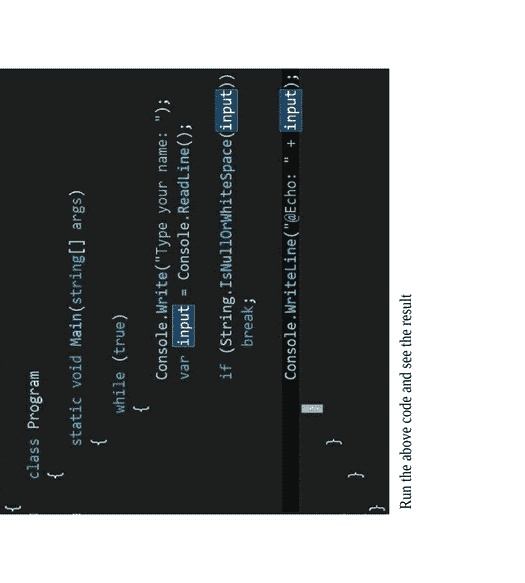 {
class Program
{
static void Main(string[] args)
{
while (true)
{
Console.Write("Type your name: ");
var input = Console.ReadLine();
if (String.IsNullOrWhiteSpace(input))
break;
Console.WriteLine("@Echo: " + input);
}
}
}
}
Run the above code and see the result